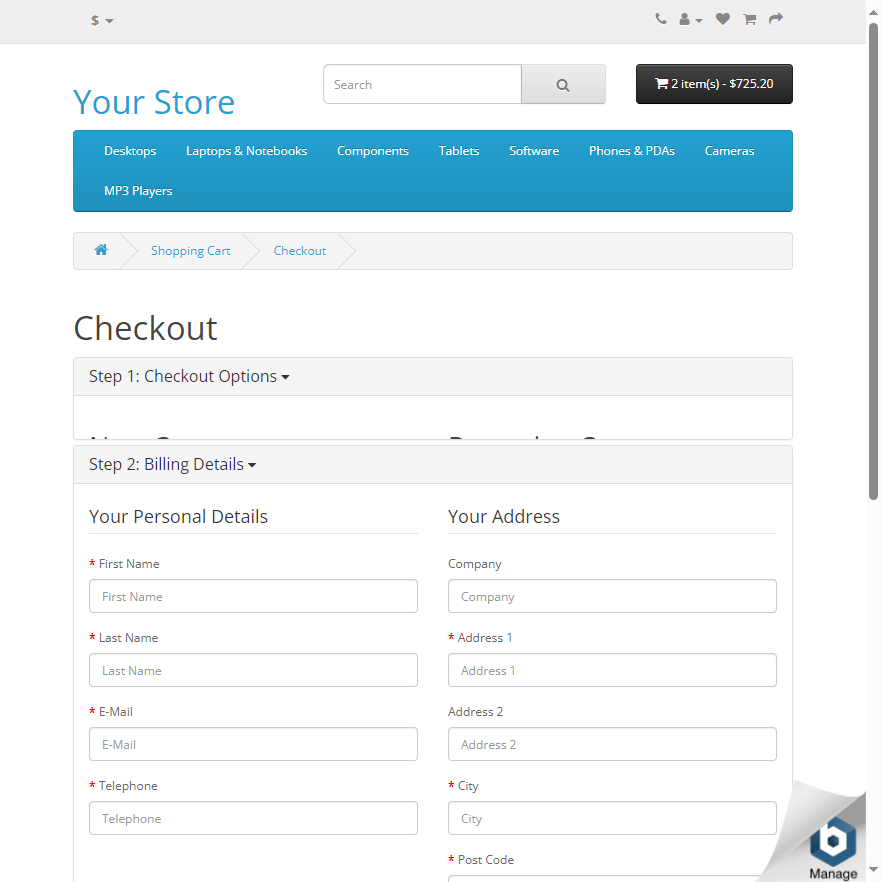 $
Search
2 item(s) - $725.20
Your Store
Desktops
Laptops & Notebooks
Components
Tablets
Software
Phones & PDAs
Cameras
MP3 Players
Shopping Cart
Checkout
Checkout
Step 1: Checkout Options
Step 2: Billing Details
Your Personal Details
* First Name
First Name
* Last Name
Last Name
* E-Mail
E-Mail
* Telephone
Telephone
Your Address
Company
Company
* Address 1
Address 1
Address 2
Address 2
* City
City
* Post Code
Manage